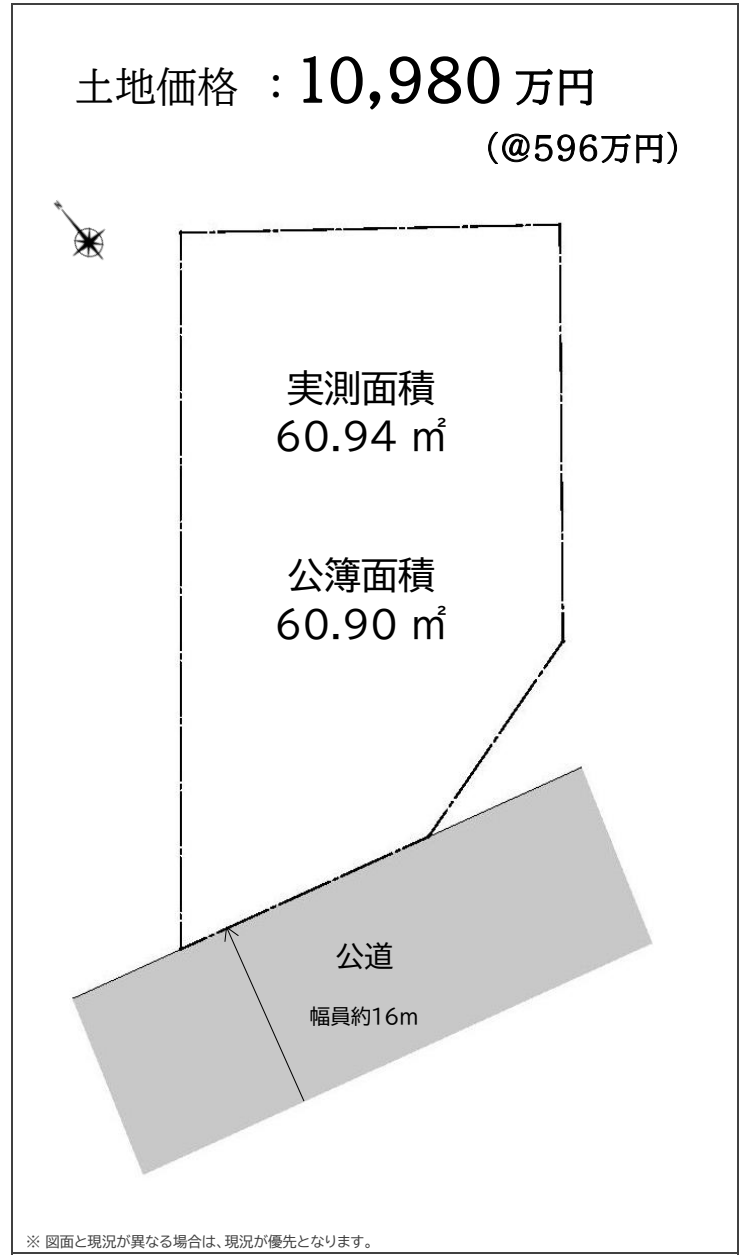 土地価格 : 10,980 万円
(@596万円)
N
実測面積
60.94 ㎡
公簿面積
60.90 ㎡
公道
幅員約16m
※ 図面と現況が異なる場合は、現況が優先となります。